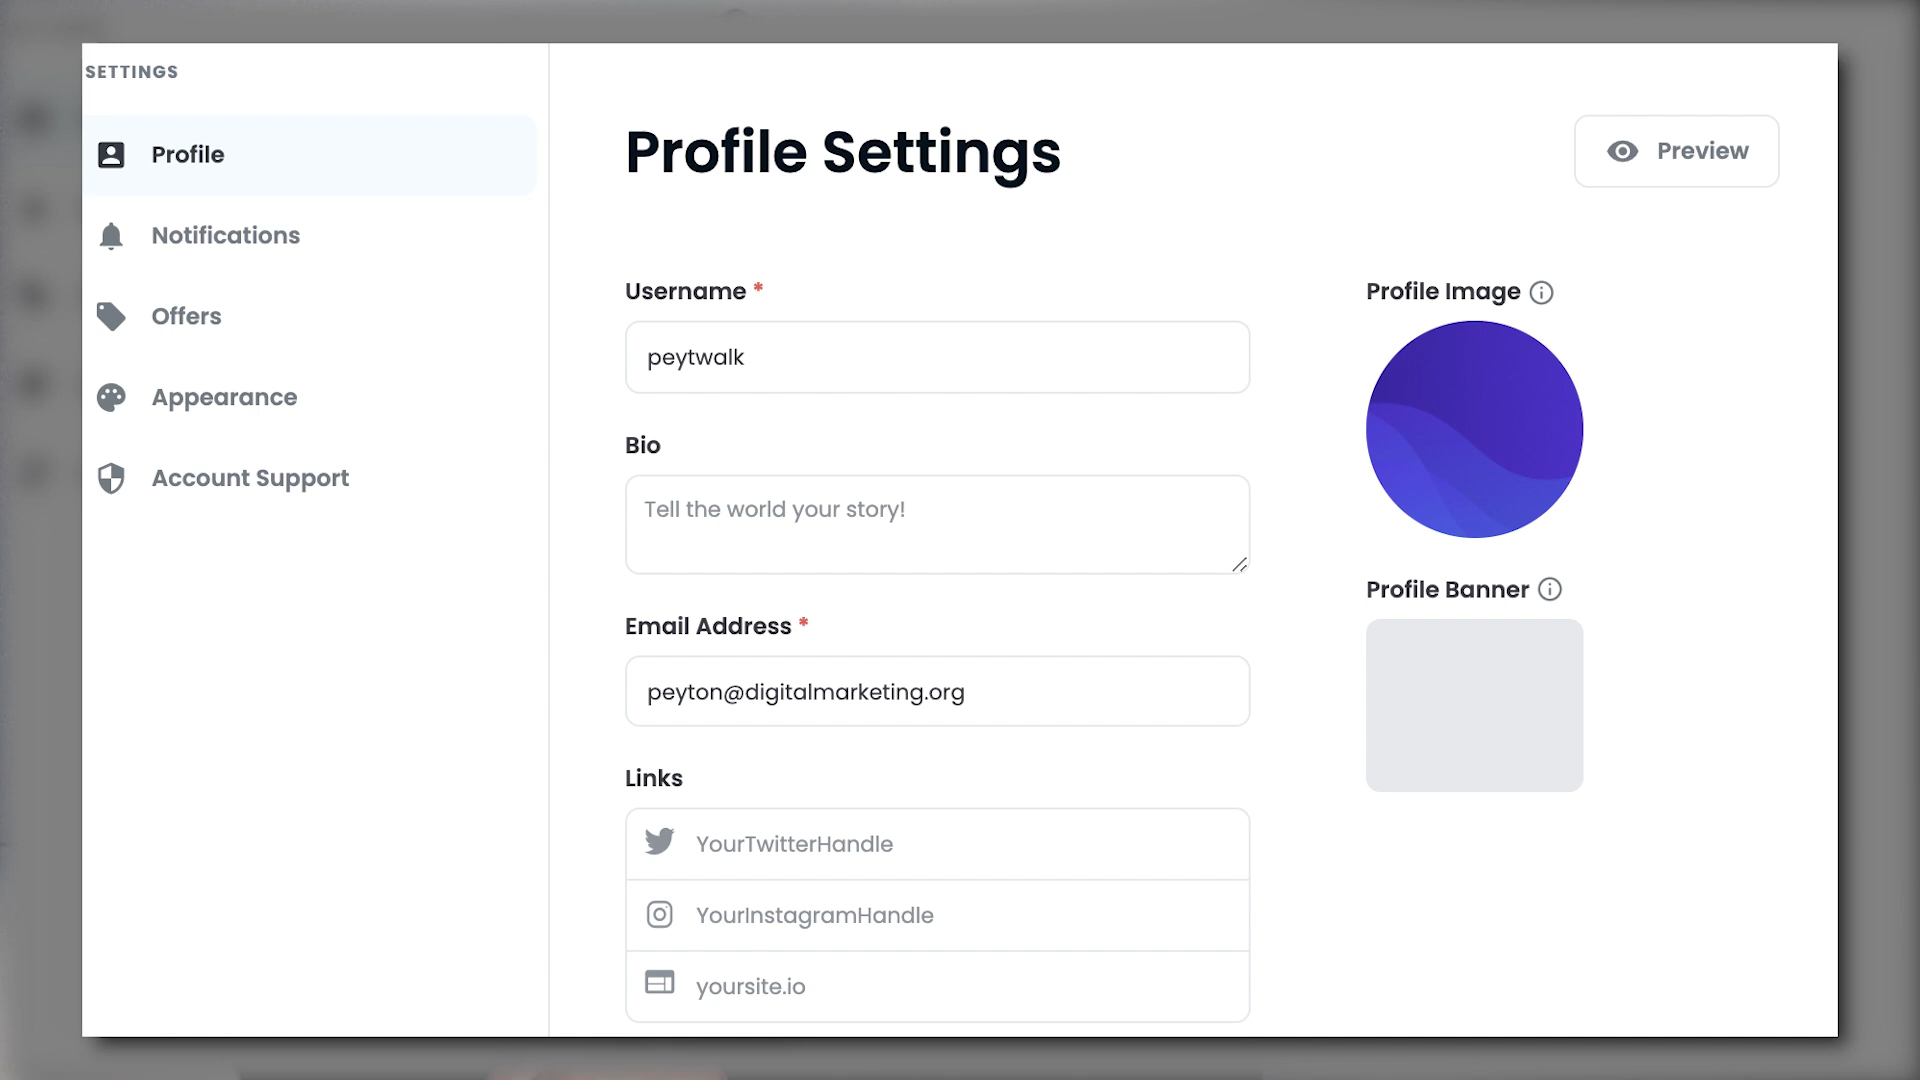 SETTINGS
Profile
Notifications
Offers
Appearance
Account Support
Profile Settings
Preview
Username *
peytwalk
Bio
Tell the world your story!
Email Address *
peyton@digitalmarketing.org
Links
YourTwitterHandle
YourInstagramHandle
yoursite.io
Profile Image
Profile Banner